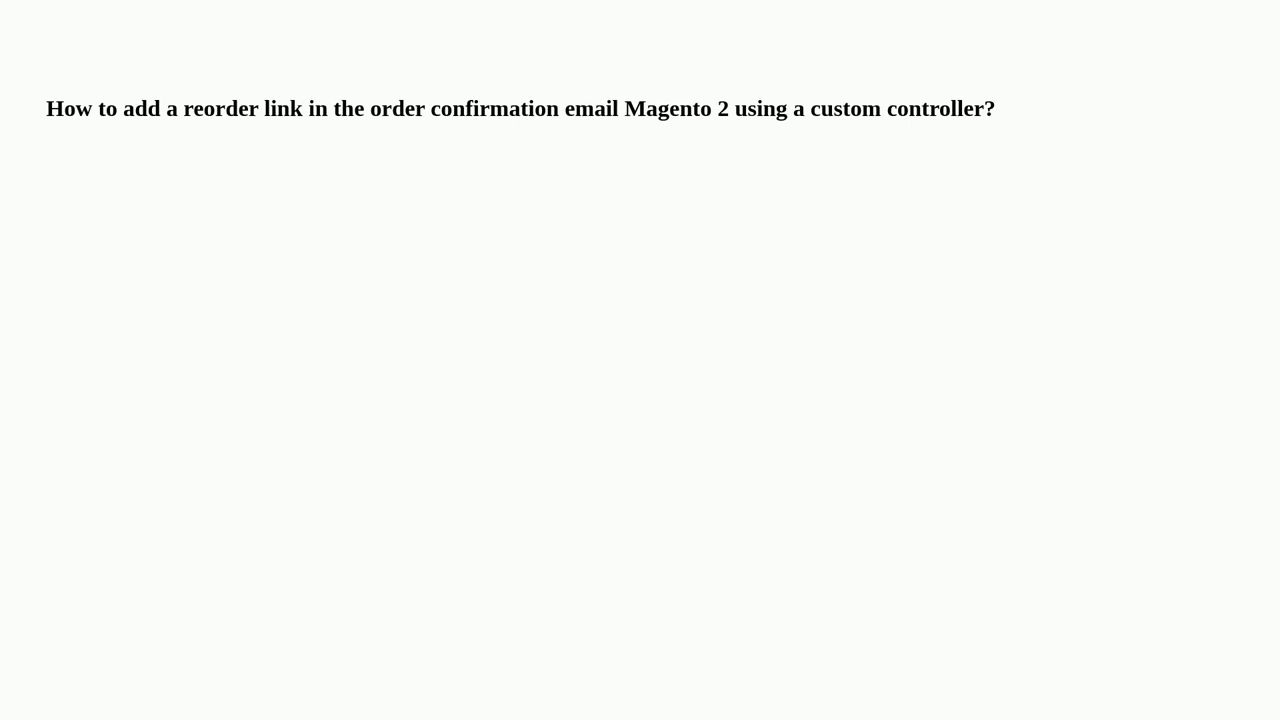 How to add a reorder link in the order confirmation email Magento 2 using a custom controller?